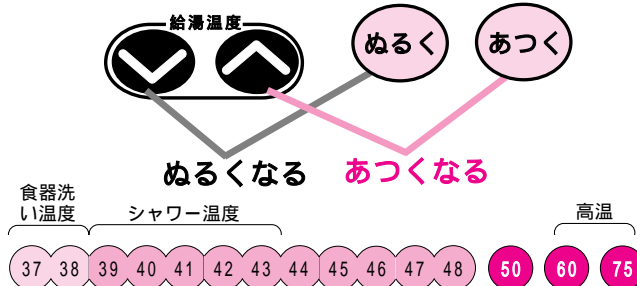 給湯温度
ぬるく
あつく
ぬるくなる
あつくなる
食器洗
い温度
シャワー温度
高温
37 38 39 40 41 42 43 44 45 46 47 48 50 60 75